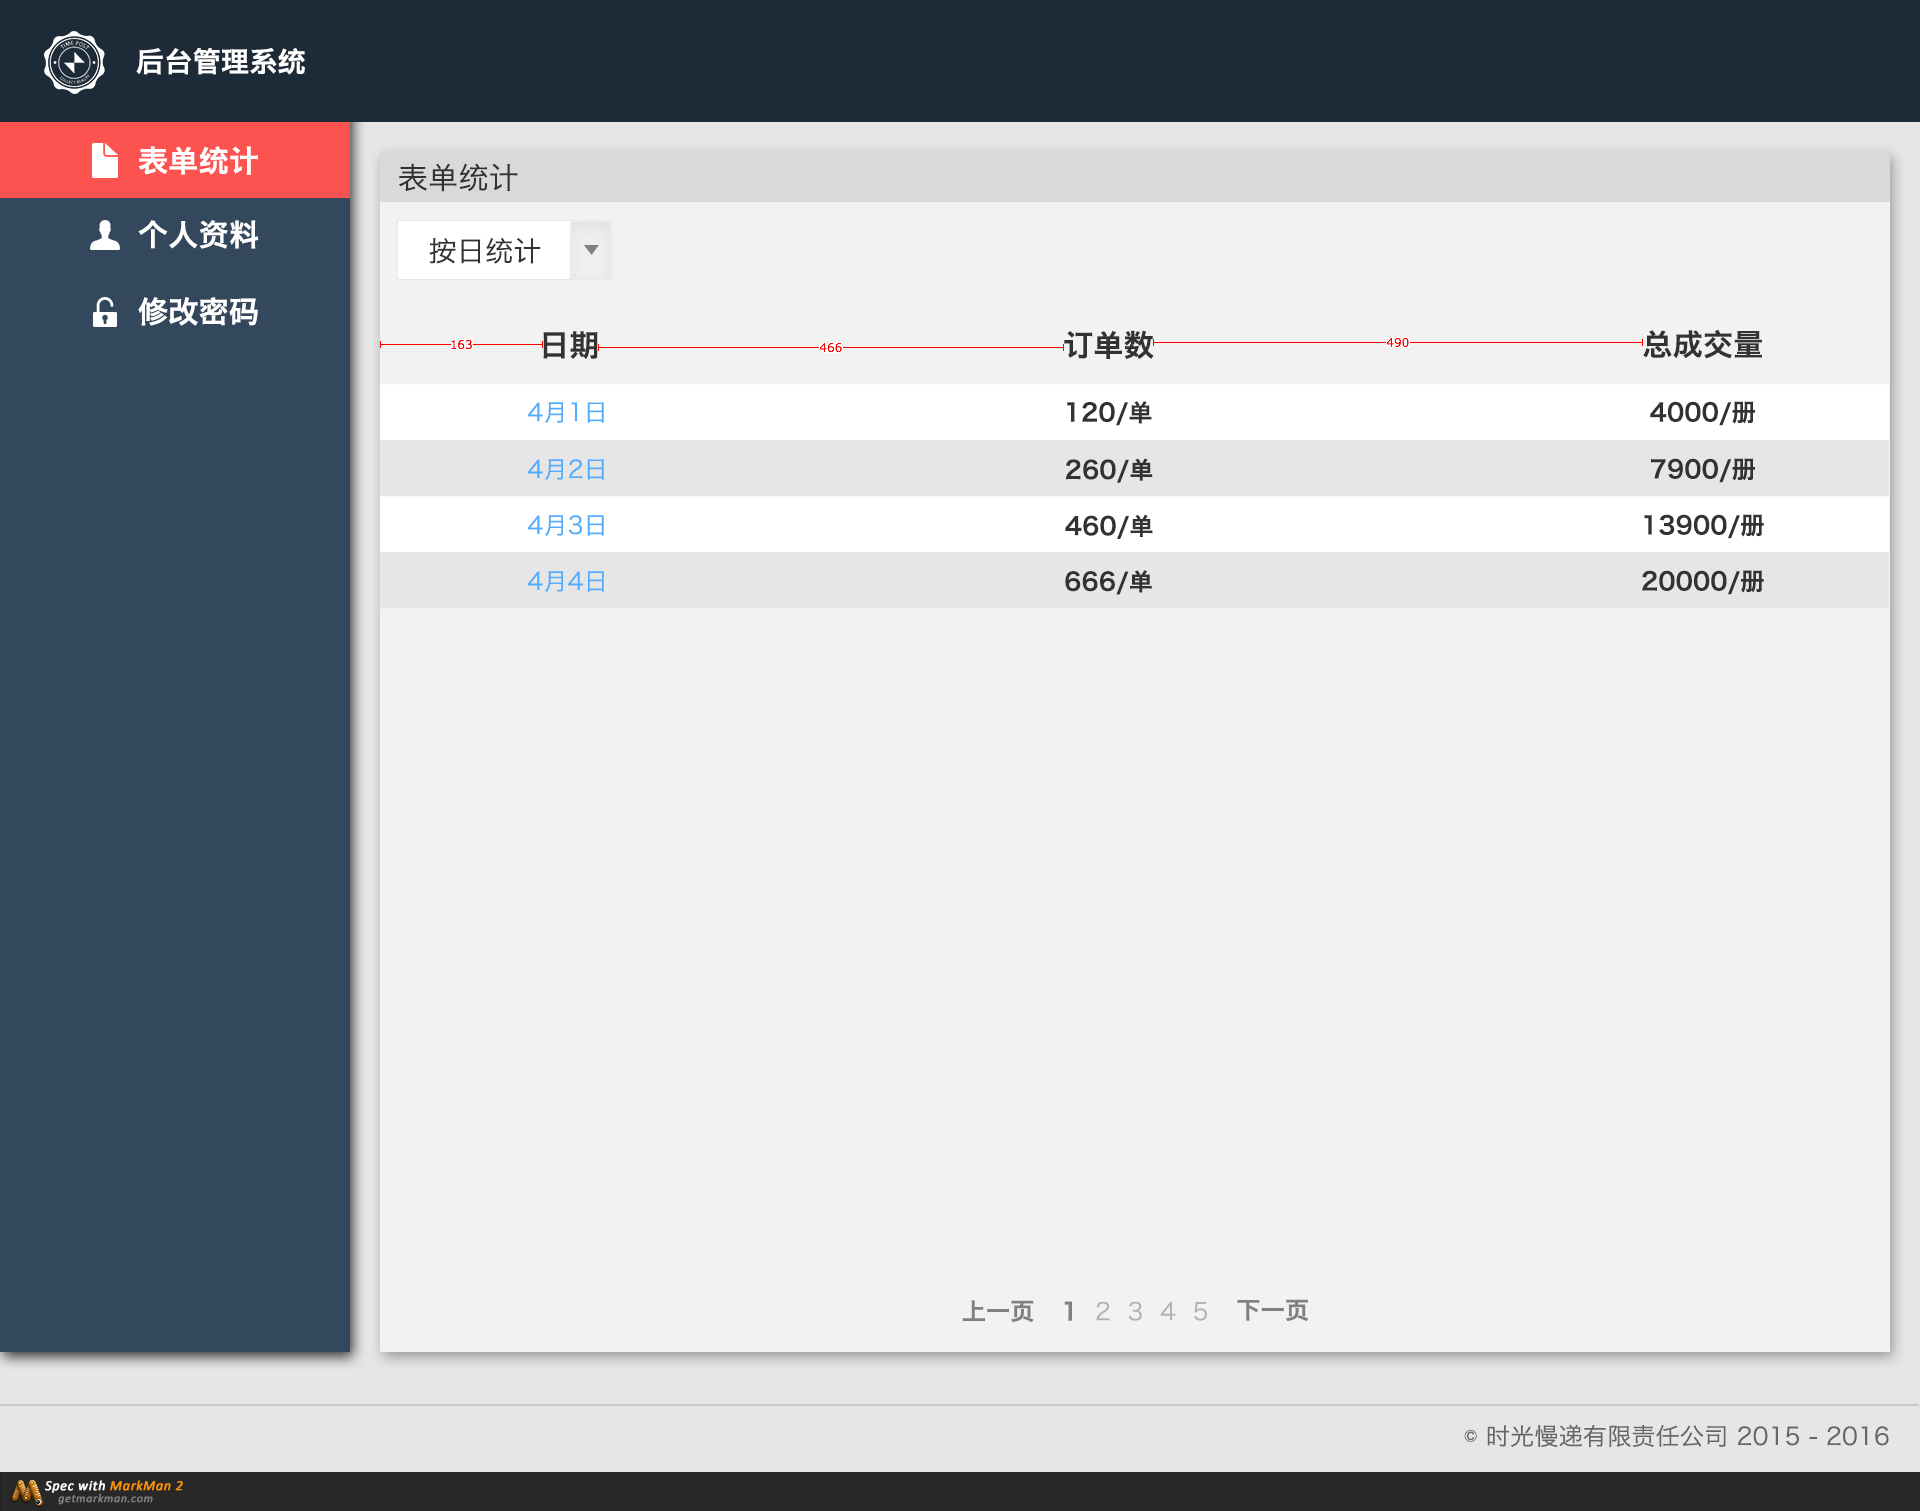 TIME POST
后台管理系统
表单统计
个人资料
修改密码
表单统计
按日统计
163 日期 466 订单数 490 总成交量
4月1日 120/单 4000/册
4月2日 260/单 7900/册
4月3日 460/单 13900/册
4月4日 666/单 20000/册
上一页 1 2 3 4 5 下一页
© 时光慢递有限责任公司 2015 - 2016
Spec with MarkMan 2
getmarkman.com